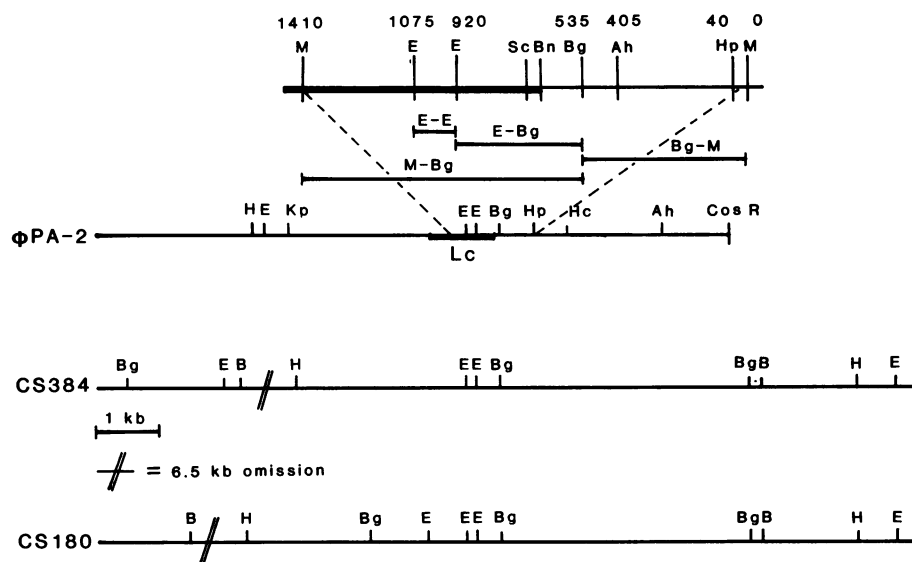 1410 1075 920 535 405 40 0
M E E Sc Bn Bg Ah Hp M
E-E
E-Bg
Bg-M
M-Bg
H E Kp E E Bg Hp Hc Ah Cos R
ΦPA-2
Lc
Bg E B H E E Bg Bg B H E
CS384
1 kb
= 6.5 kb omission
B H Bg E E E Bg Bg B H E
CS180